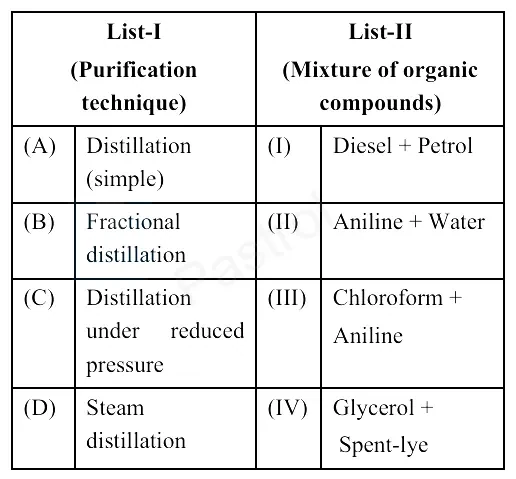 List-I
(Purification
technique)
List-II
(Mixture of organic
compounds)
(A) Distillation
(simple)
(I) Diesel + Petrol
(B) Fractional
distillation
(II) Aniline + Water
(C) Distillation
under reduced
pressure
(III) Chloroform +
Aniline
(D) Steam
distillation
(IV) Glycerol +
Spent-lye